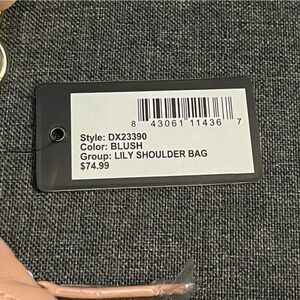 8 43061 11436 7
Style: DX23390
Color: BLUSH
Group: LILY SHOULDER BAG
$74.99